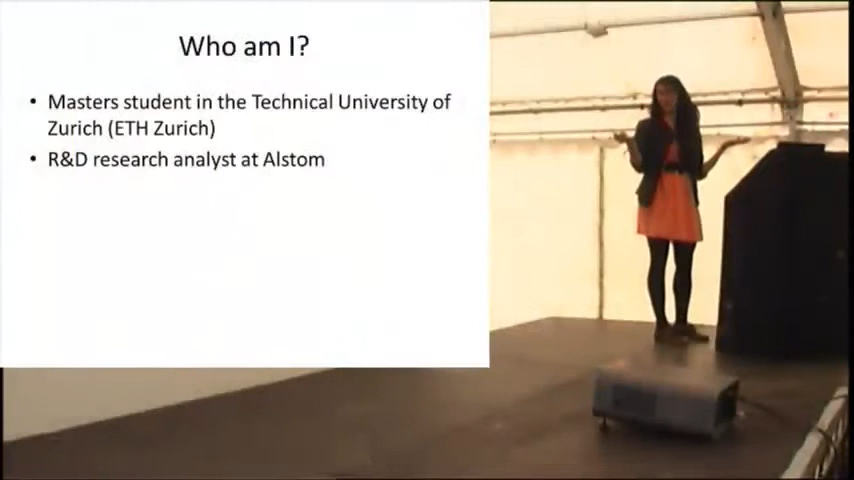 Who am I?
• Masters student in the Technical University of
Zurich (ETH Zurich)
• R&D research analyst at Alstom